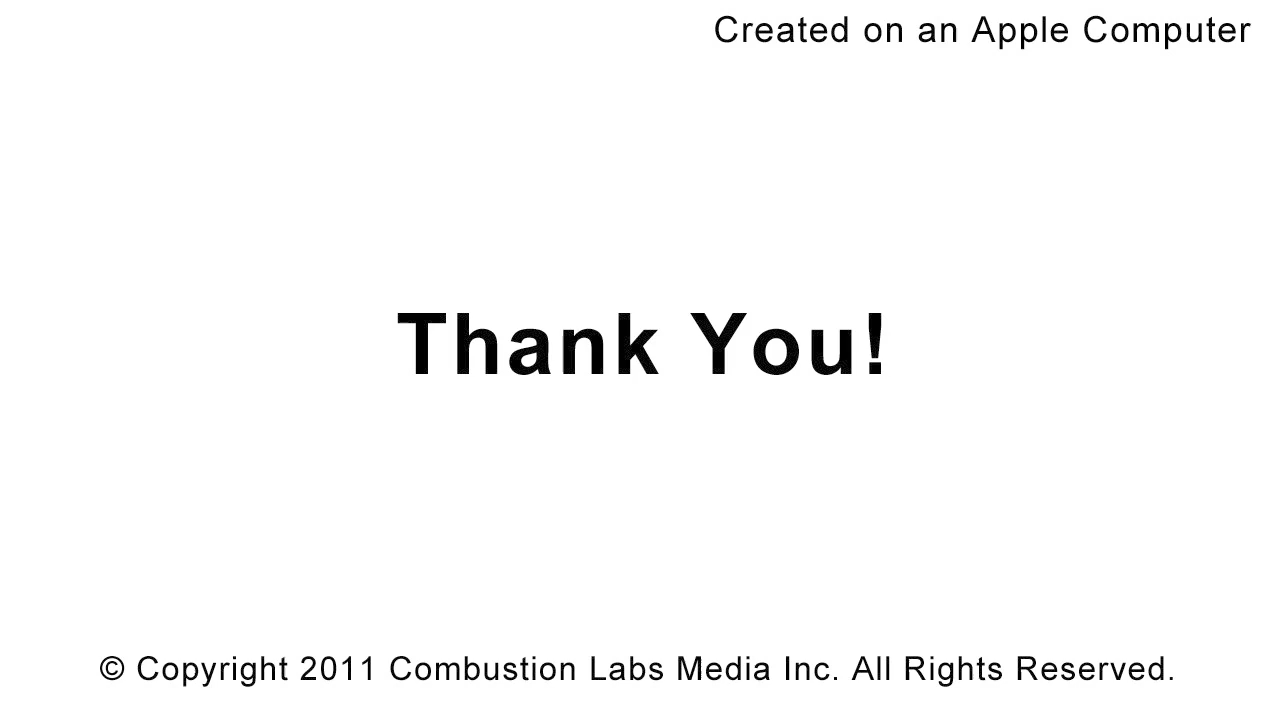 Created on an Apple Computer
Thank You!
© Copyright 2011 Combustion Labs Media Inc. All Rights Reserved.